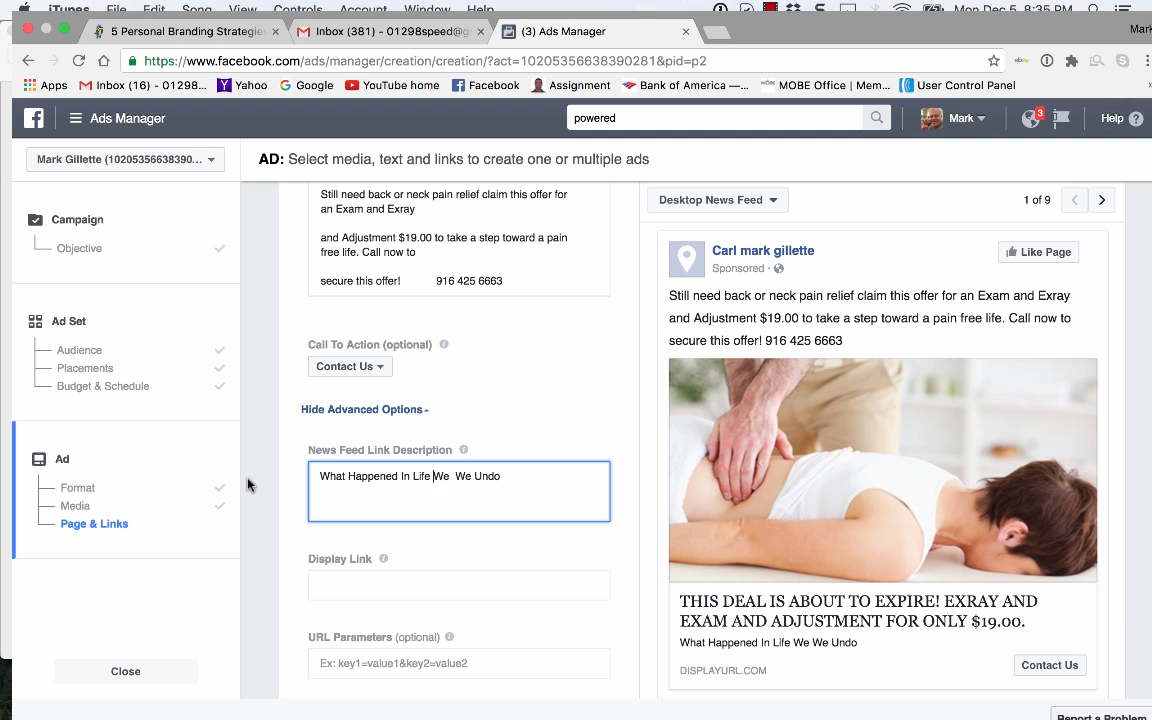 iTunes File Edit Song View Controls Account Window Help Mon Dec 5 8:35 PM
5 Personal Branding Strategies
Inbox (381) - 01298speed@g
(3) Ads Manager
Mark
https://www.facebook.com/ads/manager/creation/creation/?act=10205356638390281&pid=p2
Apps
Inbox (16) - 01298...
Yahoo
Google
YouTube home
Facebook
Assignment
Bank of America —...
MOBE Office | Mem...
User Control Panel
Ads Manager
powered
Mark
3
Help
Mark Gillette (10205356638390...
AD: Select media, text and links to create one or multiple ads
Campaign
Objective
Ad Set
Audience
Placements
Budget & Schedule
Ad
Format
Media
Page & Links
Close
Still need back or neck pain relief claim this offer for
an Exam and Exray
and Adjustment $19.00 to take a step toward a pain
free life. Call now to
secure this offer! 916 425 6663
Call To Action (optional)
Contact Us
Hide Advanced Options
News Feed Link Description
What Happened In Life We We Undo
Display Link
URL Parameters (optional)
Ex: key1=value1&key2=value2
Desktop News Feed
1 of 9
Carl mark gillette
Sponsored ·
Like Page
Still need back or neck pain relief claim this offer for an Exam and Exray
and Adjustment $19.00 to take a step toward a pain free life. Call now to
secure this offer! 916 425 6663
THIS DEAL IS ABOUT TO EXPIRE! EXRAY AND
EXAM AND ADJUSTMENT FOR ONLY $19.00.
What Happened In Life We We Undo
DISPLAYURL.COM
Contact Us
Report a Problem